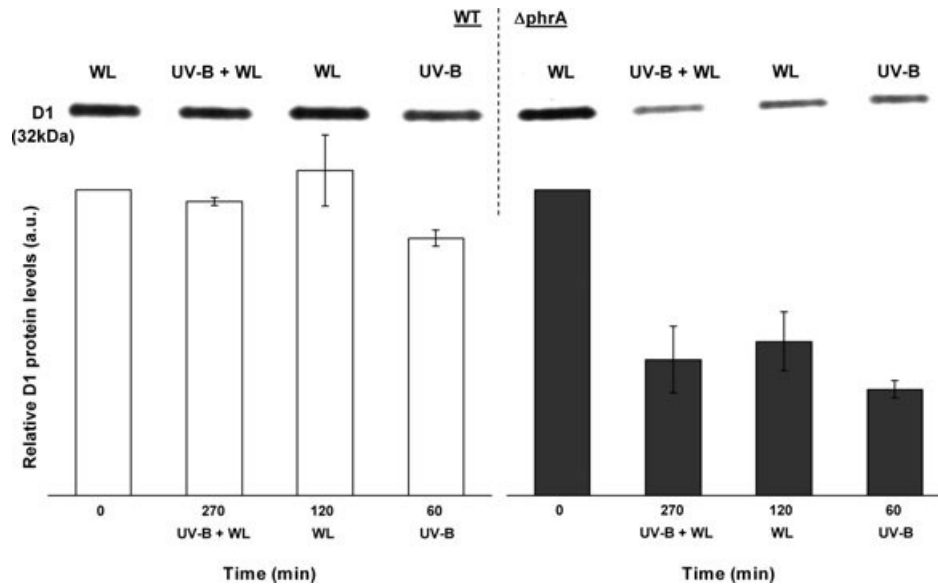 WT ΔphrA
WL UV-B + WL WL UV-B WL UV-B + WL WL UV-B
D1
(32kDa)
Relative D1 protein levels (a.u.)
0 270 120 60 0 270 120 60
UV-B + WL WL UV-B UV-B + WL WL UV-B
Time (min) Time (min)